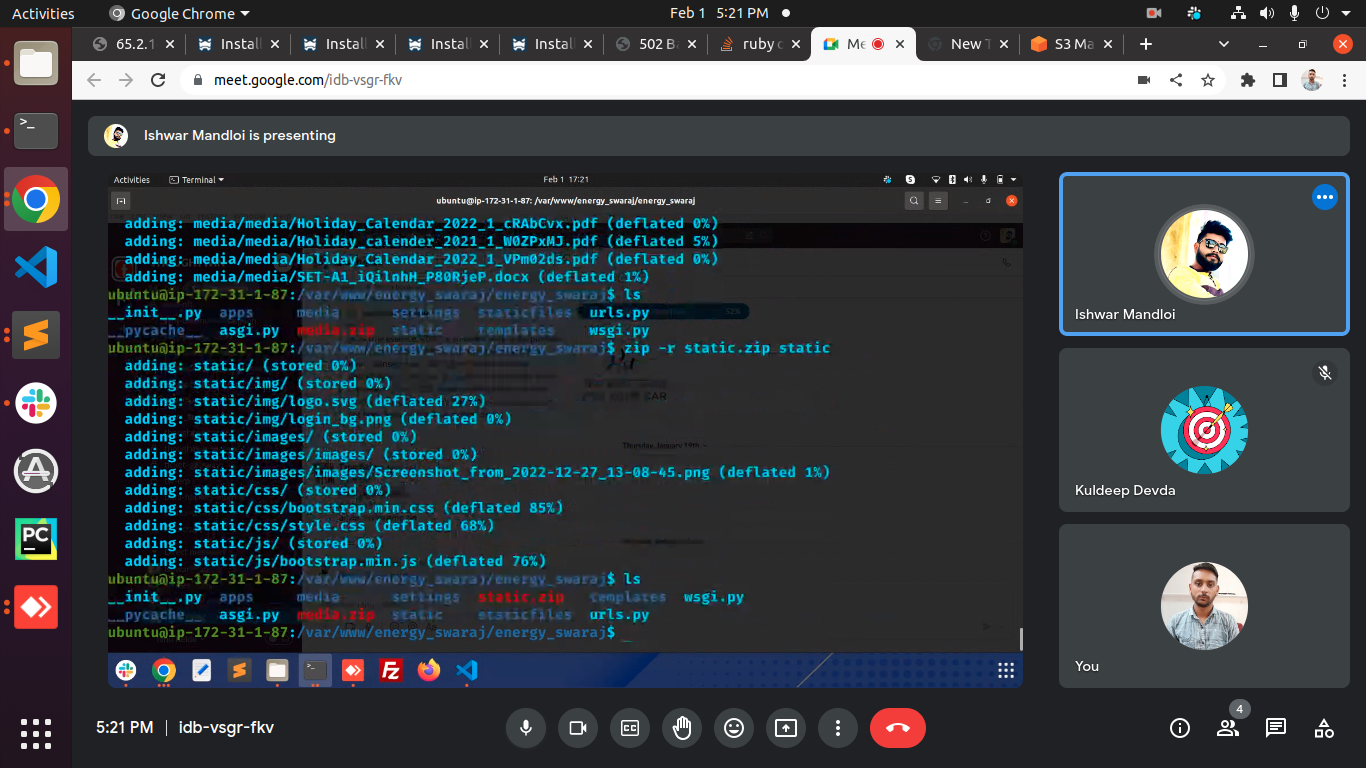 Activities Google Chrome Feb 1 5:21 PM
65.2.1 Install Install Install Install 502 Ba ruby c Me New T S3 Ma
meet.google.com/idb-vsgr-fkv
Ishwar Mandloi is presenting
Activities Terminal Feb 1 17:21
ubuntu@ip-172-31-1-87: /var/www/energy_swaraj/energy_swaraj
adding: media/media/Holiday_Calendar_2022_1_cRAbCvx.pdf (deflated 0%)
adding: media/media/Holiday_calender_2021_1_W0ZPxMJ.pdf (deflated 5%)
adding: media/media/Holiday_Calendar_2022_1_VPm02ds.pdf (deflated 0%)
adding: media/media/SET-A1_iQilnhH_P80RjeP.docx (deflated 1%)
ubuntu@ip-172-31-1-87:/var/www/energy_swaraj/energy_swaraj$ ls
__init__.py apps media settings staticfiles urls.py
__pycache__ asgi.py media.zip static templates wsgi.py
ubuntu@ip-172-31-1-87:/var/www/energy_swaraj/energy_swaraj$ zip -r static.zip static
adding: static/ (stored 0%)
adding: static/img/ (stored 0%)
adding: static/img/logo.svg (deflated 27%)
adding: static/img/login_bg.png (deflated 0%)
adding: static/images/ (stored 0%)
adding: static/images/images/ (stored 0%)
adding: static/images/images/Screenshot_from_2022-12-27_13-08-45.png (deflated 1%)
adding: static/css/ (stored 0%)
adding: static/css/bootstrap.min.css (deflated 85%)
adding: static/css/style.css (deflated 68%)
adding: static/js/ (stored 0%)
adding: static/js/bootstrap.min.js (deflated 76%)
ubuntu@ip-172-31-1-87:/var/www/energy_swaraj/energy_swaraj$ ls
__init__.py apps media settings static.zip templates wsgi.py
__pycache__ asgi.py media.zip static staticfiles urls.py
ubuntu@ip-172-31-1-87:/var/www/energy_swaraj/energy_swaraj$
52%
CAR
Thursday, January 19th
Ishwar Mandloi
Kuldeep Devda
You
PC
5:21 PM | idb-vsgr-fkv
4